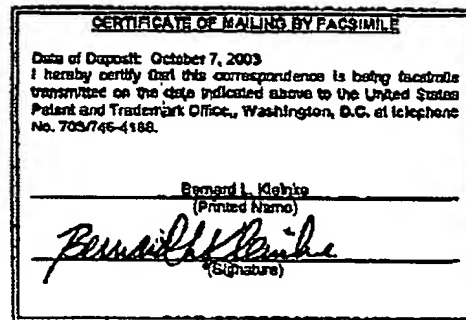 CERTIFICATE OF MAILING BY FACSIMILE
Date of Deposit: October 7, 2003
I hereby certify that this correspondence is being facsimile
transmitted on the date indicated above to the United States
Patent and Trademark Office,, Washington, D.C. at telephone
No. 703/746-4188.
Bernard L. Kleinke
(Printed Name)
Bernard L Kleinke
(Signature)